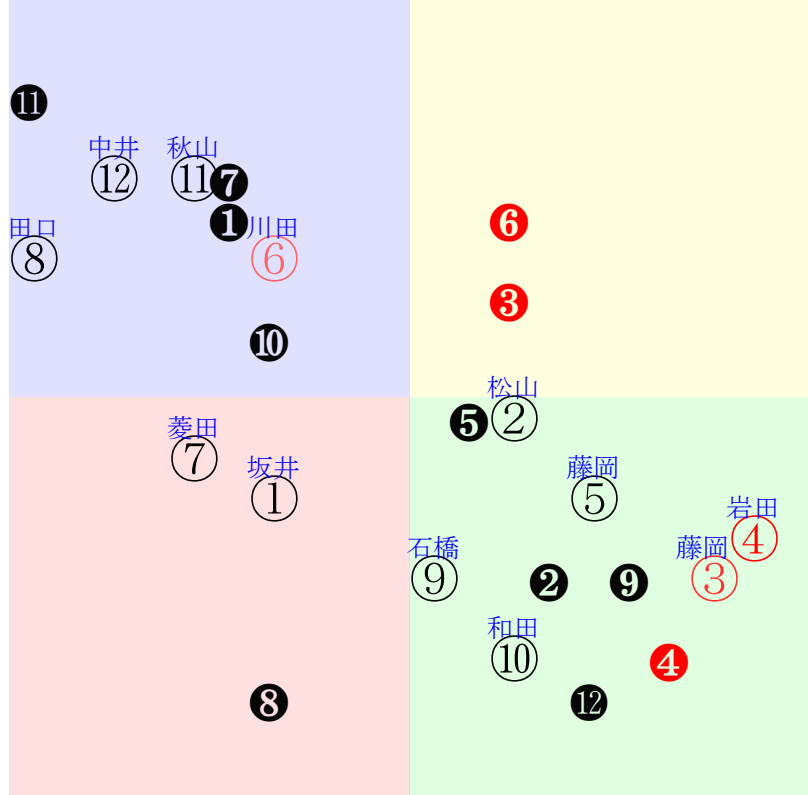 ⓫
中井
⑫
秋山
⑪
❼
❶
田口
⑧
川田
⑥
❻
❸
❿
松山
②
❺
菱田
⑦
坂井
①
藤岡
⑤
岩田
④
石橋
⑨
藤岡
③
❷
❾
和田
⑩
❹
❽
⓬